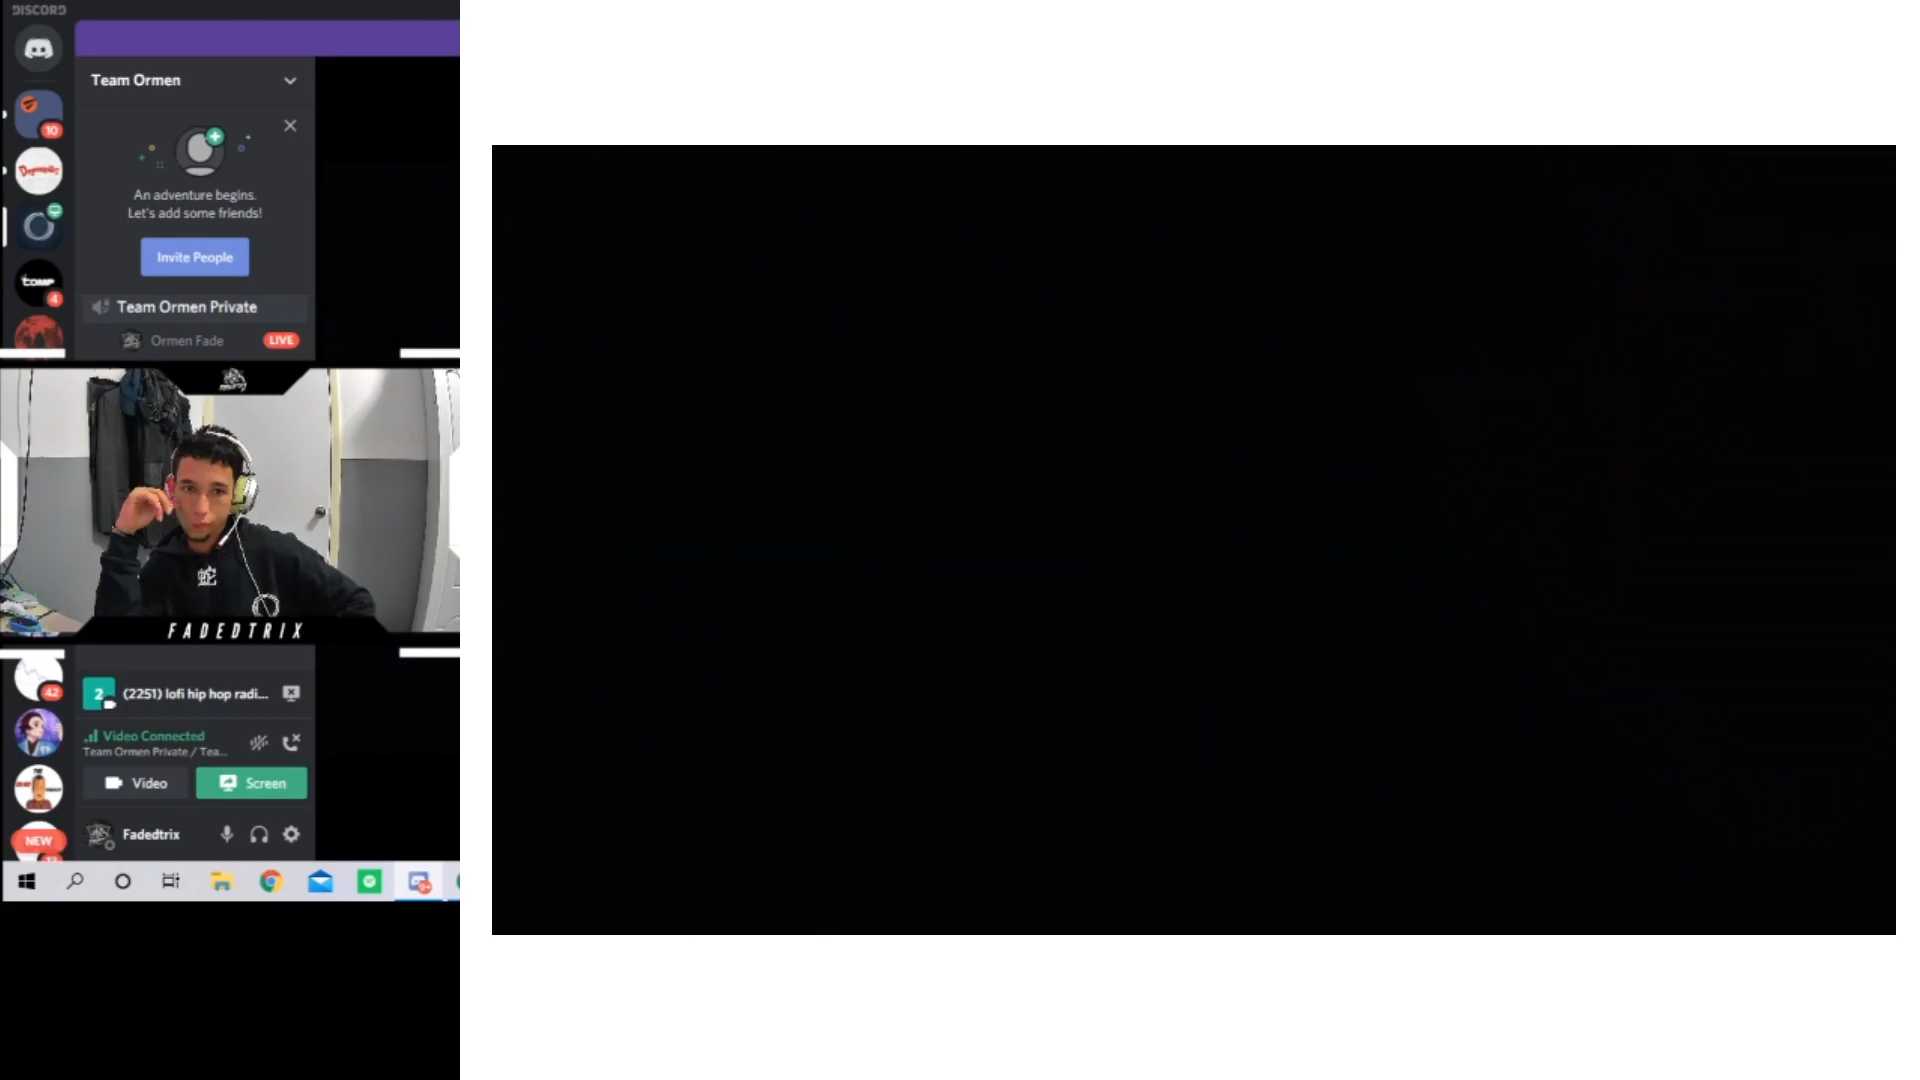 DISCORD
Team Ormen
10
An adventure begins.
Let's add some friends!
Invite People
COMP
4
Team Ormen Private
Ormen Fade
LIVE
FADEDTRIX
42
2
(2251) lofi hip hop radi...
Video Connected
Team Ormen Private / Tea...
Video
Screen
NEW
Fadedtrix
9+